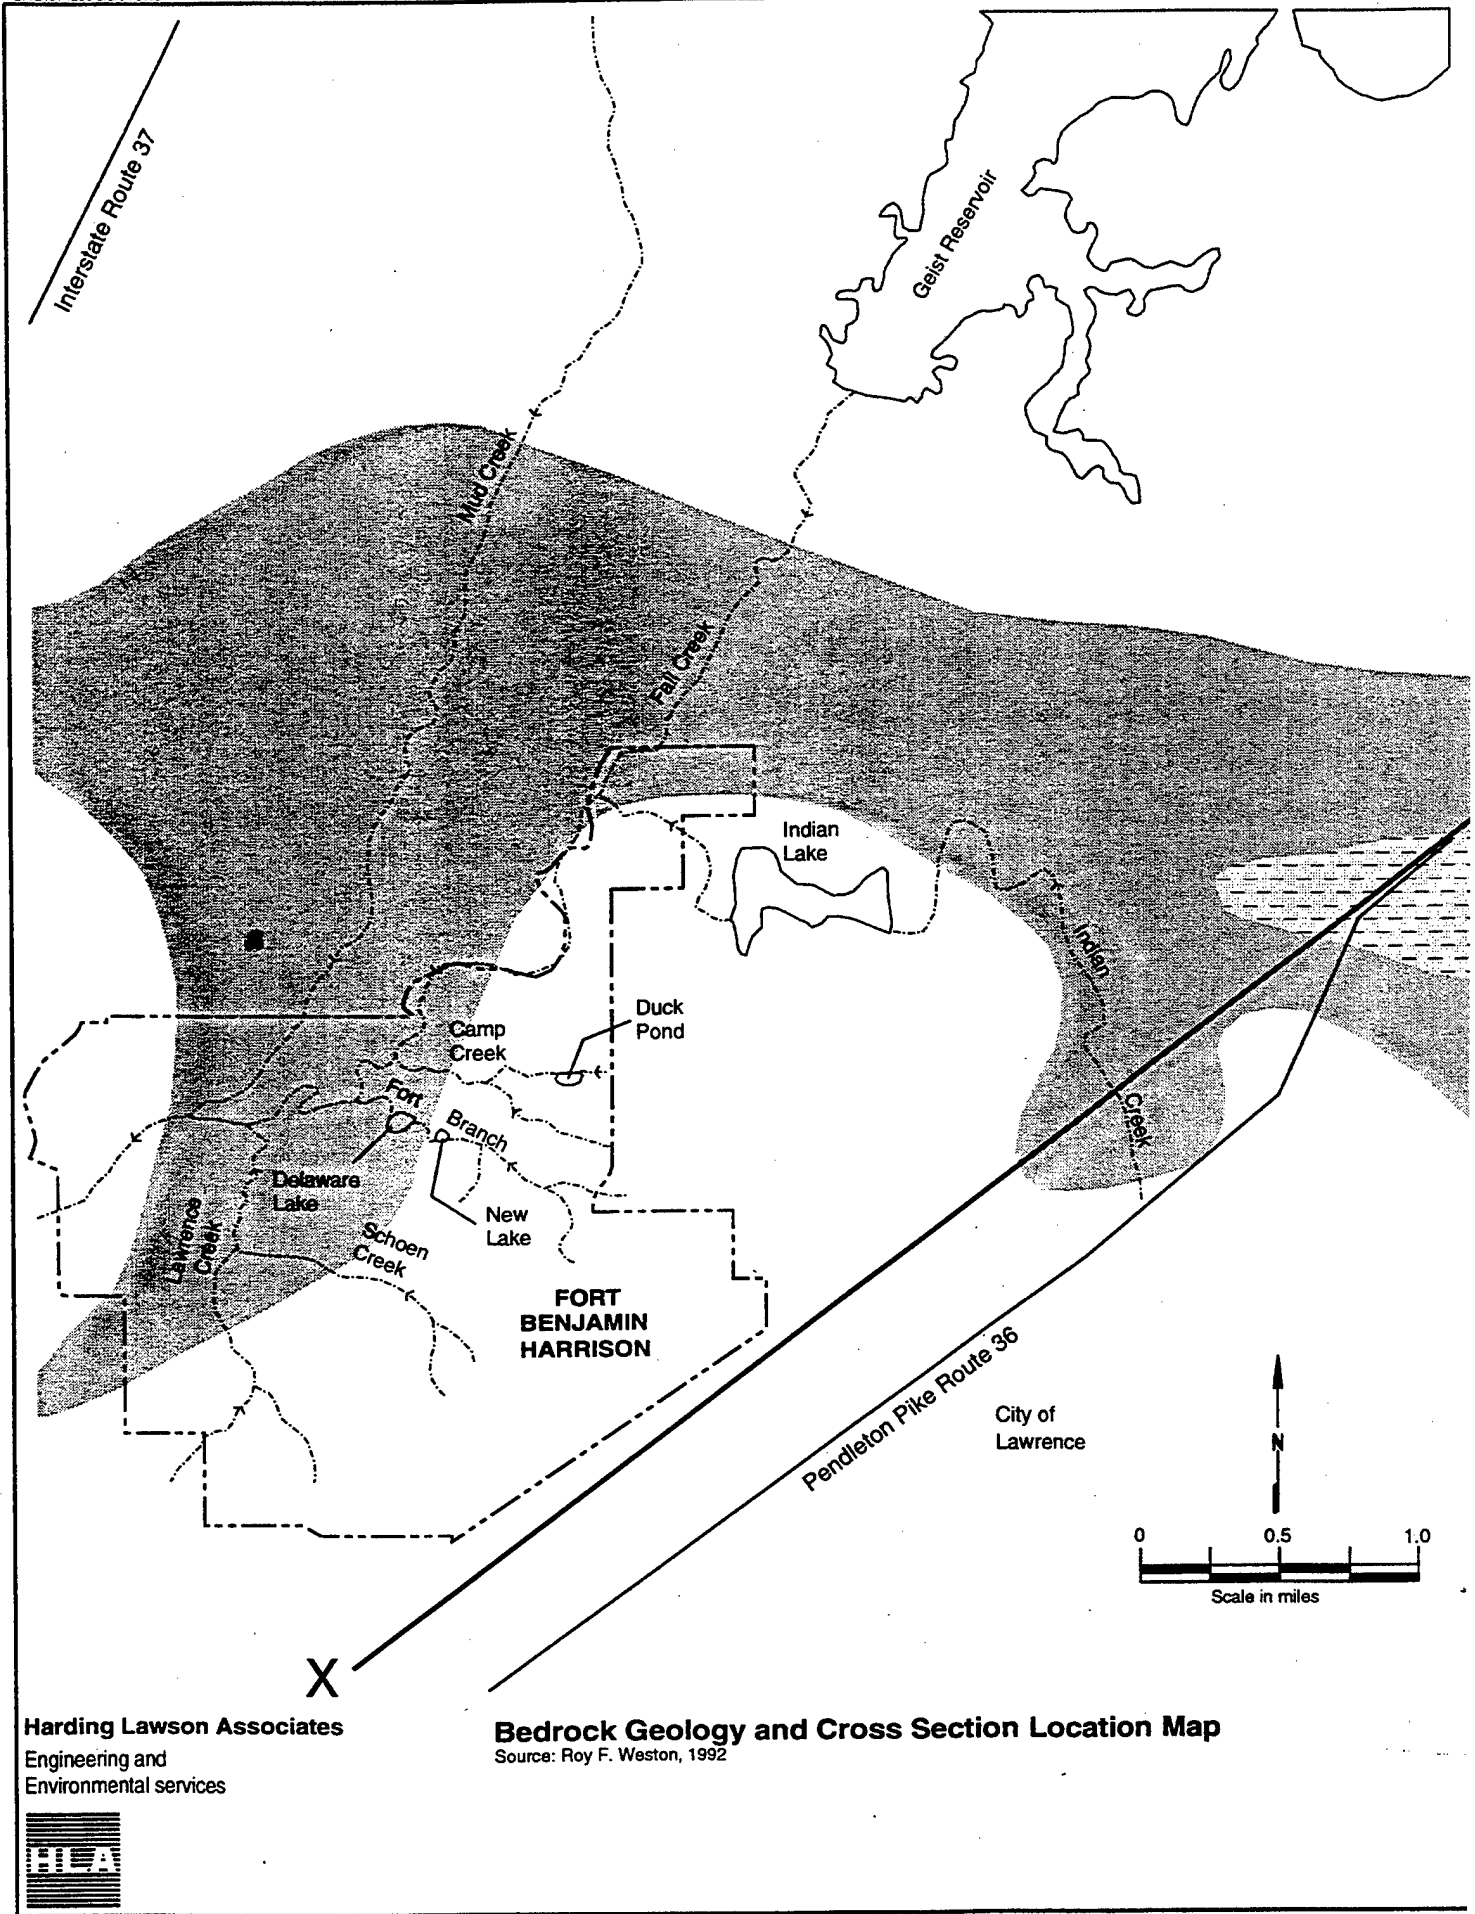 Interstate Route 37
Geist Reservoir
Mud Creek
Fall Creek
Indian
Lake
Indian
Creek
Duck
Pond
Camp
Creek
Fort
Branch
Delaware
Lake
New
Lake
Lawrence
Creek
Schoen
Creek
FORT
BENJAMIN
HARRISON
Pendleton Pike Route 36
City of
Lawrence
N
0 0.5 1.0
Scale in miles
X
Harding Lawson Associates
Engineering and
Environmental services
HLA
Bedrock Geology and Cross Section Location Map
Source: Roy F. Weston, 1992